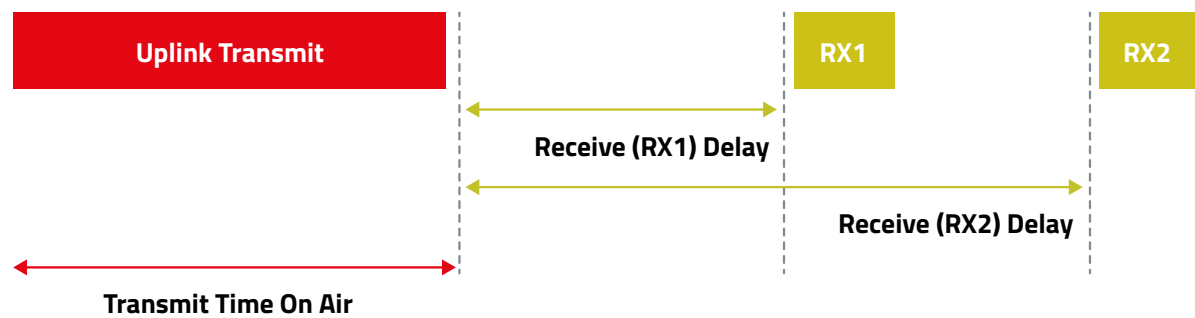 Uplink Transmit
RX1
RX2
Receive (RX1) Delay
Receive (RX2) Delay
Transmit Time On Air